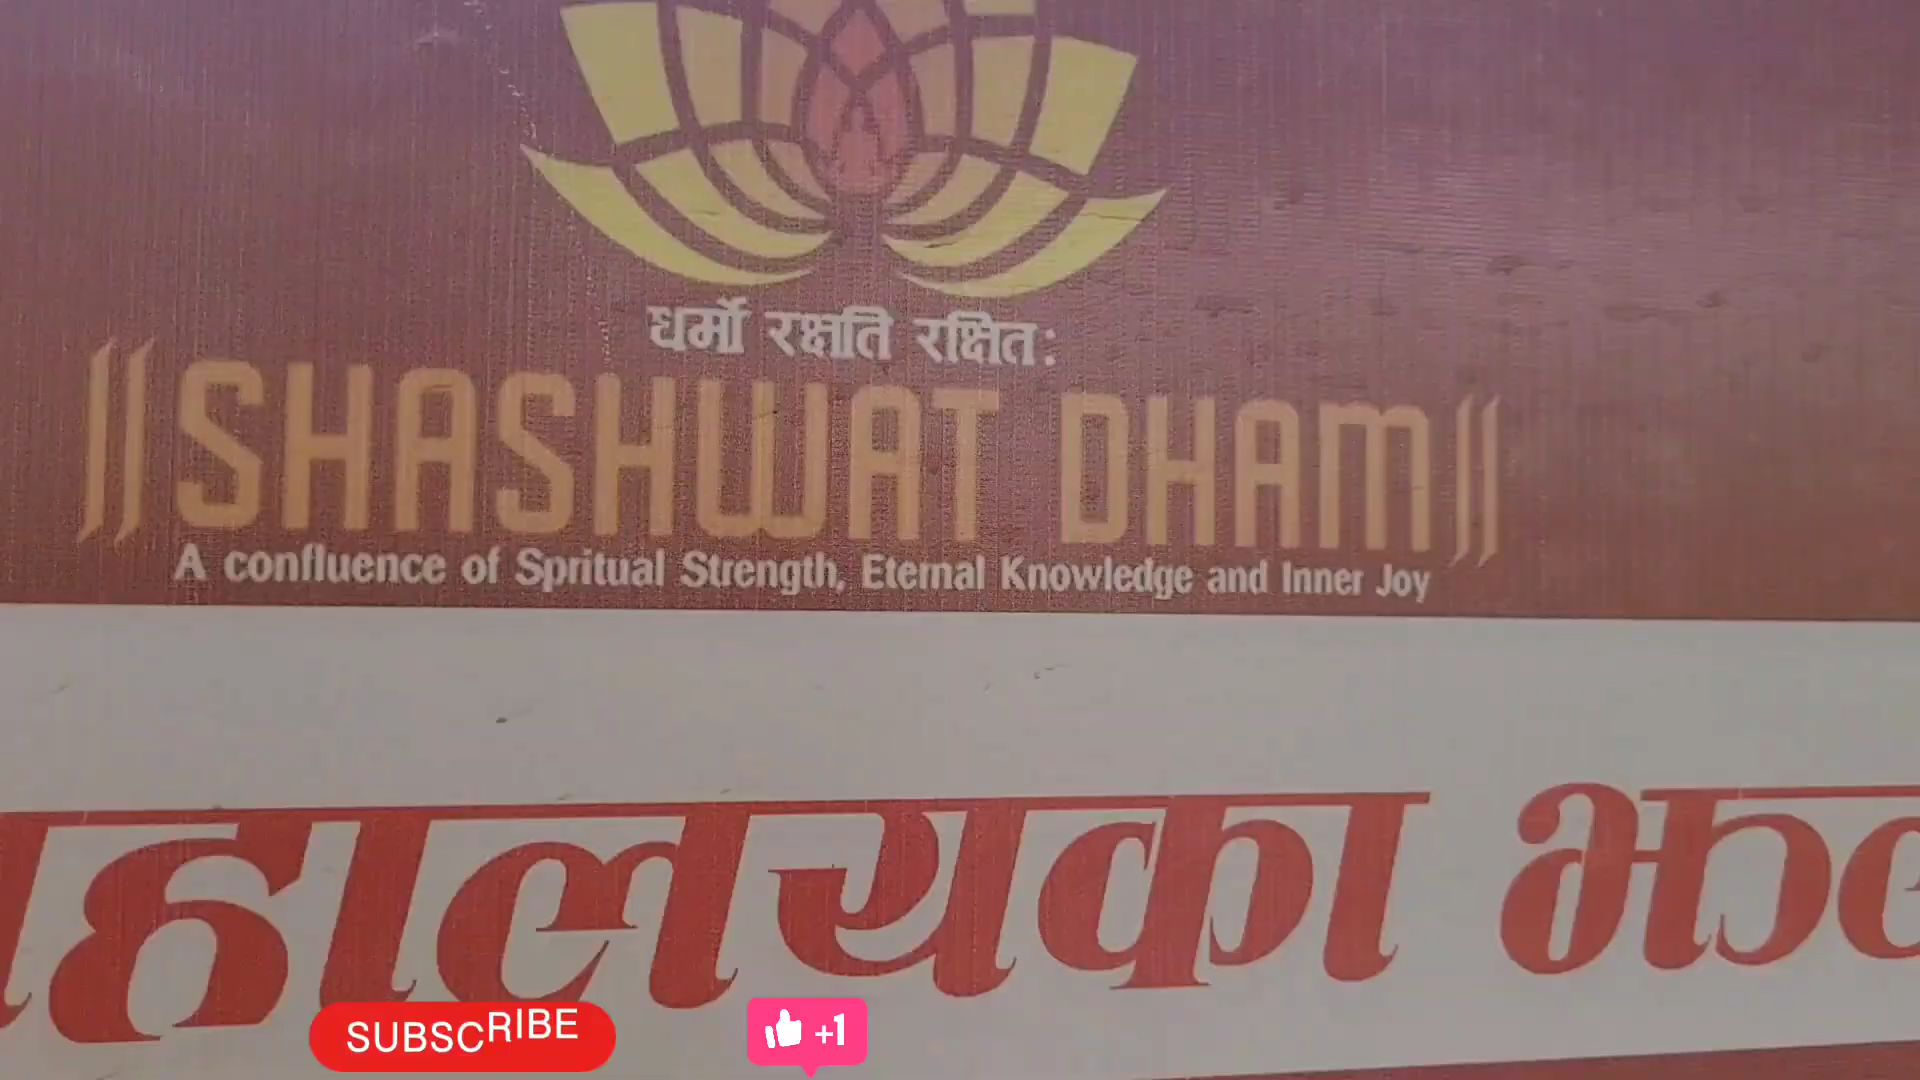 धर्मो रक्षति रक्षित:
||SHASHWAT DHAM||
A confluence of Spritual Strength, Eternal Knowledge and Inner Joy
SUBSCRIBE
+1